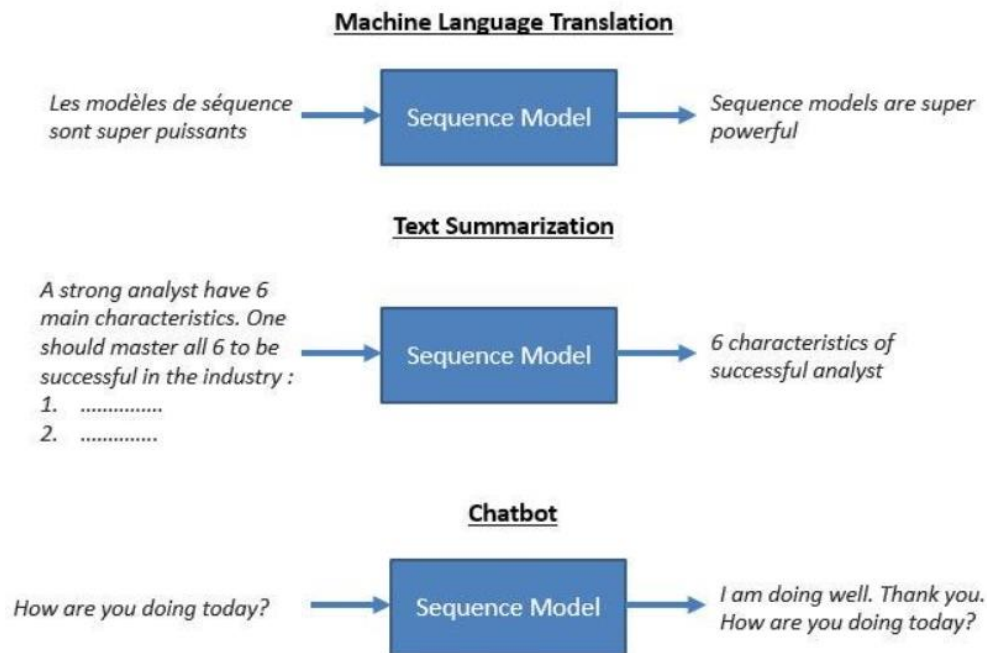 Machine Language Translation
Les modèles de séquence
sont super puissants
Sequence Model
Sequence models are super
powerful
Text Summarization
A strong analyst have 6
main characteristics. One
should master all 6 to be
successful in the industry :
1. ...............
2. ..............
Sequence Model
6 characteristics of
successful analyst
Chatbot
How are you doing today?
Sequence Model
I am doing well. Thank you.
How are you doing today?